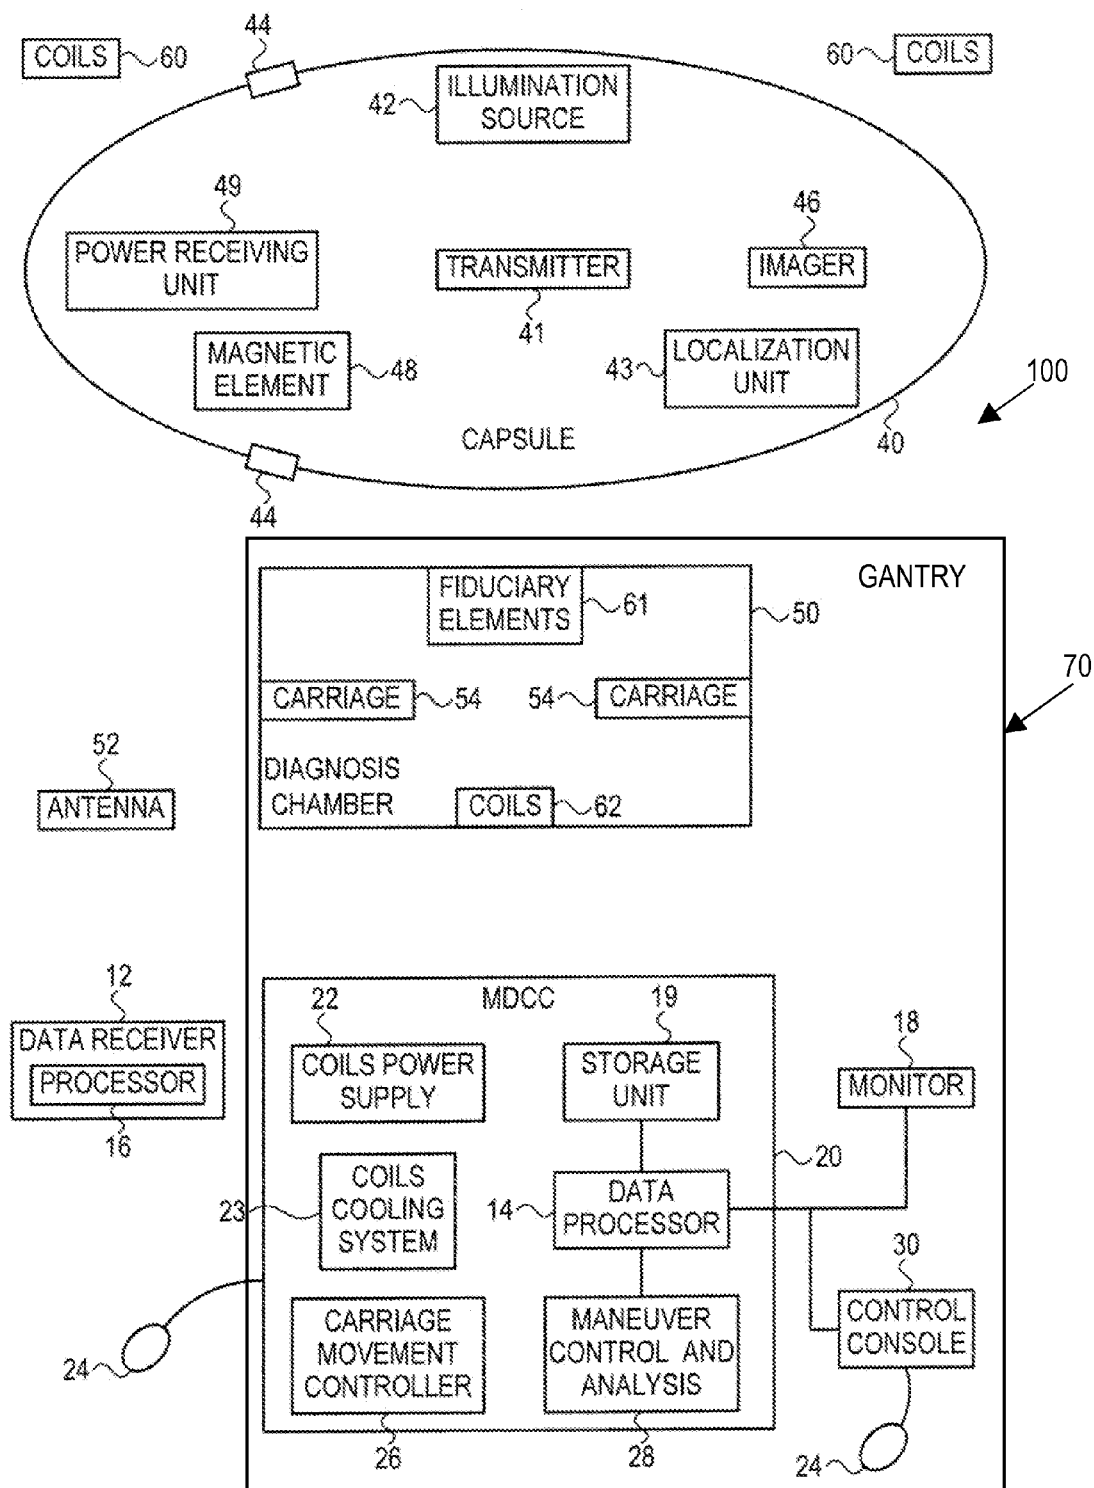 44
COILS 60
60 COILS
42
ILLUMINATION
SOURCE
49
46
POWER RECEIVING
UNIT
TRANSMITTER
IMAGER
41
MAGNETIC
ELEMENT
48
43
LOCALIZATION
UNIT
100
CAPSULE
40
44
GANTRY
FIDUCIARY
ELEMENTS
61
50
CARRIAGE 54
54 CARRIAGE
70
52
ANTENNA
DIAGNOSIS
CHAMBER
COILS 62
12
DATA RECEIVER
PROCESSOR
16
MDCC
22
COILS POWER
SUPPLY
19
STORAGE
UNIT
18
MONITOR
20
23
COILS
COOLING
SYSTEM
14
DATA
PROCESSOR
30
CONTROL
CONSOLE
24
CARRIAGE
MOVEMENT
CONTROLLER
26
MANEUVER
CONTROL AND
ANALYSIS
28
24